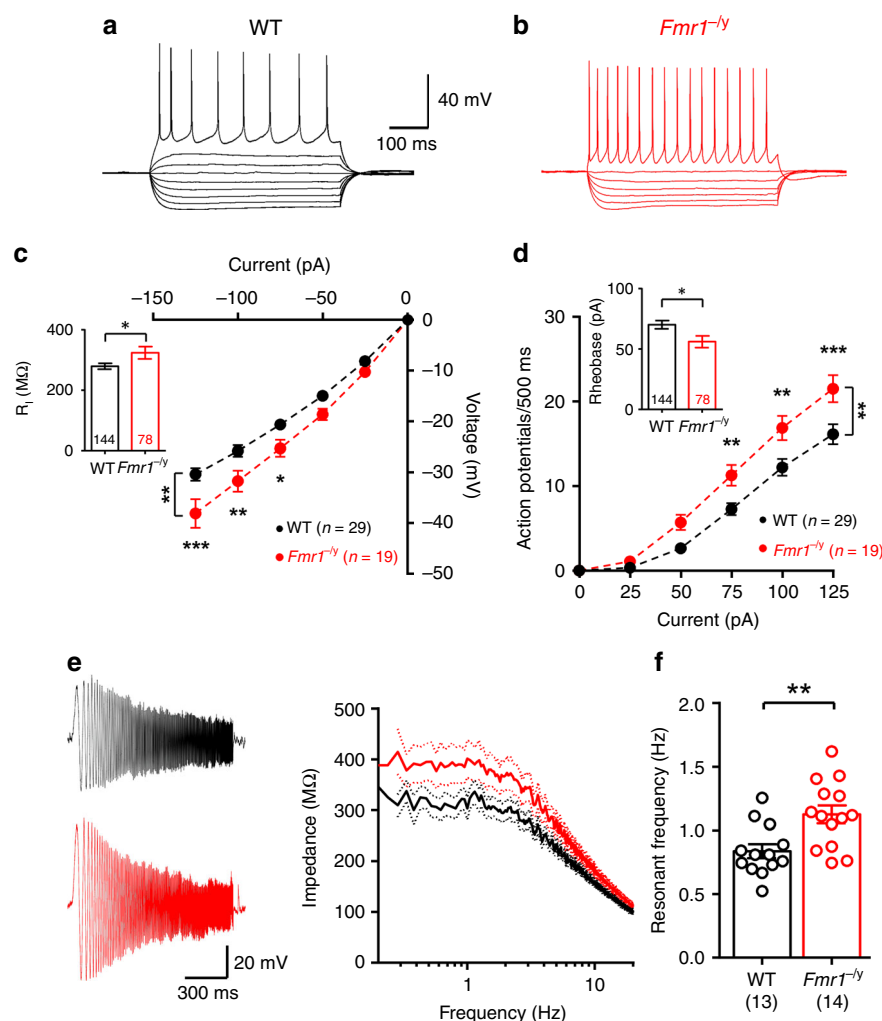 a
WT
40 mV
100 ms
b
Fmr1–/y
c
Current (pA)
−150
−100
−50
0
0
−10
−20
−30
−40
−50
Voltage (mV)
**
***
**
*
WT (n = 29)
Fmr1–/y (n = 19)
400
200
0
RI (MΩ)
*
144
78
WT Fmr1–/y
d
Action potentials/500 ms
30
20
10
0
0
25
50
75
100
125
Current (pA)
**
**
***
**
WT (n = 29)
Fmr1–/y (n = 19)
Rheobase (pA)
100
50
0
*
144
78
WT Fmr1–/y
e
20 mV
300 ms
Impedance (MΩ)
500
400
300
200
100
0
1
10
Frequency (Hz)
f
Resonant frequency (Hz)
2.0
1.5
1.0
0.5
0
**
WT
(13)
Fmr1–/y
(14)